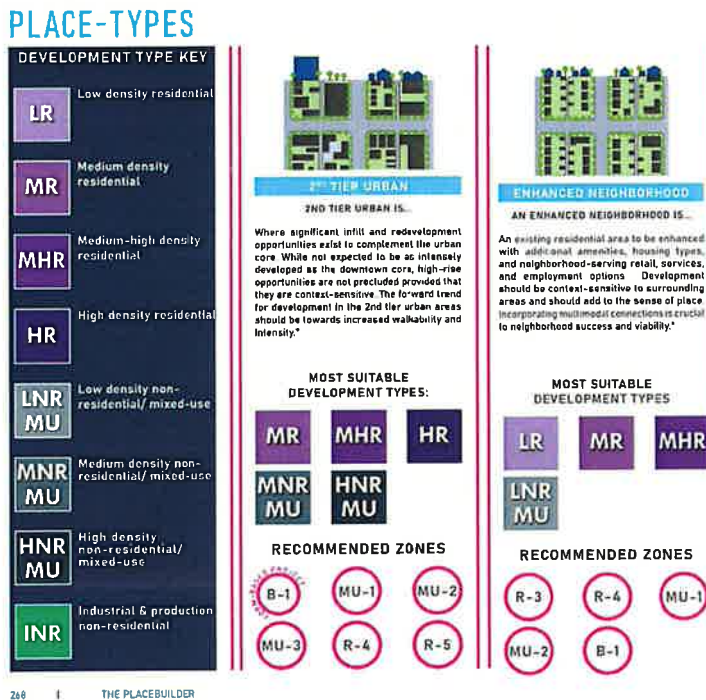 PLACE-TYPES
DEVELOPMENT TYPE KEY
LR
Low density residential
MR
Medium density
residential
MHR
Medium-high density
residential
HR
High density residential
LNR
MU
Low density non-
residential/ mixed-use
MNR
MU
Medium density non-
residential/ mixed-use
HNR
MU
High density
non-residential/
mixed-use
INR
Industrial & production
non-residential
2ND TIER URBAN
2ND TIER URBAN IS...
Where significant infill and redevelopment
opportunities exist to complement the urban
core. While not expected to be as intensely
developed as the downtown core, high-rise
opportunities are not precluded provided that
they are context-sensitive. The forward trend
for development in the 2nd tier urban areas
should be towards increased walkability and
intensity.*
MOST SUITABLE
DEVELOPMENT TYPES:
MR
MHR
HR
MNR
MU
HNR
MU
RECOMMENDED ZONES
B-1
MU-1
MU-2
MU-3
R-4
R-5
ENHANCED NEIGHBORHOOD
AN ENHANCED NEIGHBORHOOD IS...
An existing residential area to be enhanced
with additional amenities, housing types,
and neighborhood-serving retail, services,
and employment options Development
should be context-sensitive to surrounding
areas and should add to the sense of place.
Incorporating multimodal connections is crucial
to neighborhood success and viability.*
MOST SUITABLE
DEVELOPMENT TYPES
LR
MR
MHR
LNR
MU
RECOMMENDED ZONES
R-3
R-4
MU-1
MU-2
B-1
268 | THE PLACEBUILDER